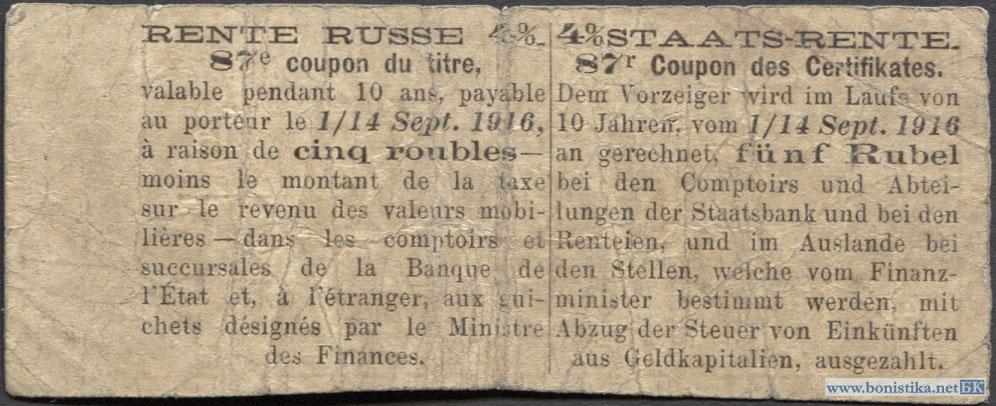 RENTE RUSSE 4%.
87e coupon du titre,
valable pendant 10 ans, payable
au porteur le 1/14 Sept. 1916,
à raison de cinq roubles—
moins le montant de la taxe
sur le revenu des valeurs mobi-
lières—dans les comptoirs et
succursales de la Banque de
l'État et, à l'étranger, aux gui-
chets désignés par le Ministre
des Finances.
4% STAATS-RENTE.
87r Coupon des Certifikates.
Dem Vorzeiger wird im Laufe von
10 Jahren, vom 1/14 Sept. 1916
an gerechnet, fünf Rubel
bei den Comptoirs und Abtei-
lungen der Staatsbank und bei den
Renteien, und im Auslande bei
den Stellen, welche vom Finanz-
minister bestimmt werden, mit
Abzug der Steuer von Einkünften
aus Geldkapitalien, ausgezahlt.
www.bonistika.net БК